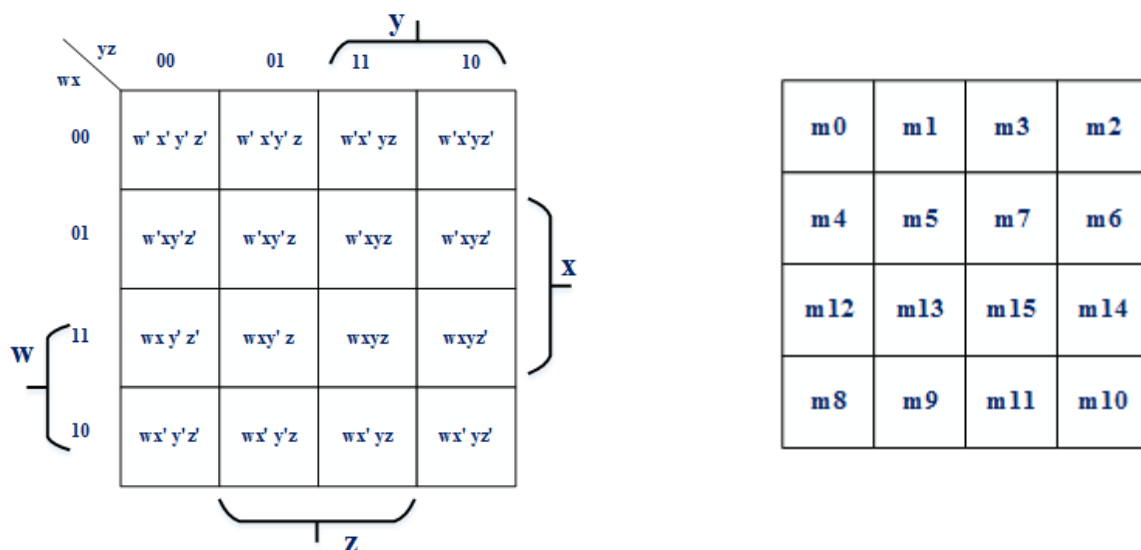 y
yz 00 01 11 10
wx
00 w' x' y' z' w' x'y' z w'x' yz w'x'yz'
01 w'xy'z' w'xy'z w'xyz w'xyz'
x
11 wx y' z' wxy' z wxyz wxyz'
w
10 wx' y'z' wx' y'z wx' yz wx' yz'
z
m0 m1 m3 m2
m4 m5 m7 m6
m12 m13 m15 m14
m8 m9 m11 m10